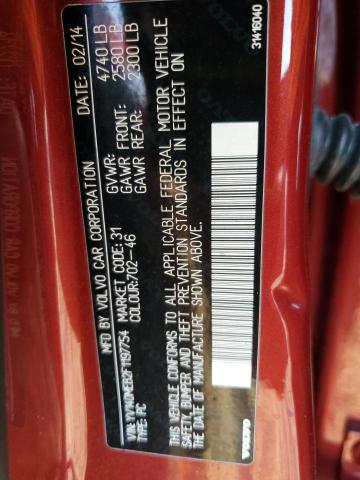 MFD BY VOLVO CAR CORPORATION DATE: 02/14
MARKET CODE: 31 GVWR: 4740 LB
COLOUR:702-46 GAWR FRONT: 2580 LB
GAWR REAR: 2300 LB
TYPE: PC
THIS VEHICLE CONFORMS TO ALL APPLICABLE FEDERAL MOTOR VEHICLE
SAFETY, BUMPER AND THEFT PREVENTION STANDARDS IN EFFECT ON
THE DATE OF MANUFACTURE SHOWN ABOVE.
VOLVO 31416040